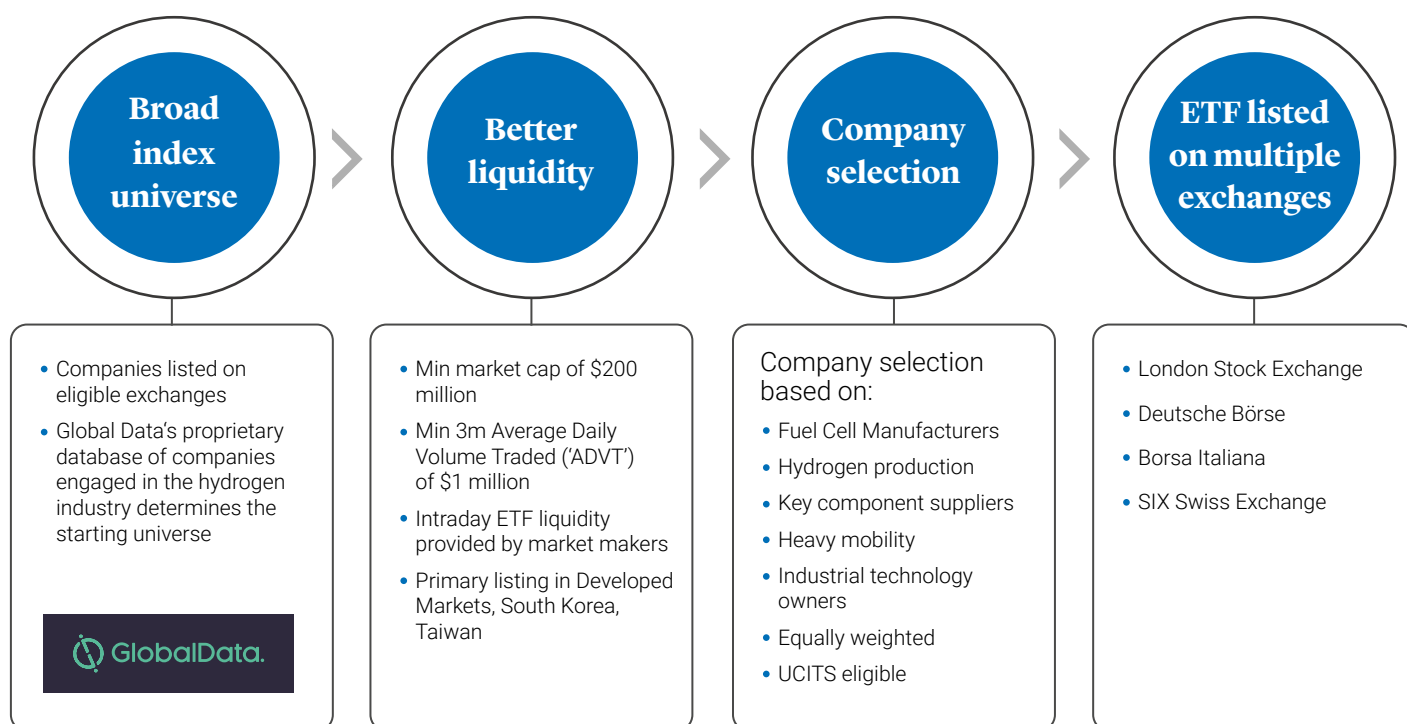 Broad
index
universe
Better
liquidity
Company
selection
ETF listed
on multiple
exchanges
• Companies listed on
eligible exchanges
• Global Data‘s proprietary
database of companies
engaged in the hydrogen
industry determines the
starting universe
GlobalData.
• Min market cap of $200
million
• Min 3m Average Daily
Volume Traded (‘ADVT’)
of $1 million
• Intraday ETF liquidity
provided by market makers
• Primary listing in Developed
Markets, South Korea,
Taiwan
Company selection
based on:
• Fuel Cell Manufacturers
• Hydrogen production
• Key component suppliers
• Heavy mobility
• Industrial technology
owners
• Equally weighted
• UCITS eligible
• London Stock Exchange
• Deutsche Börse
• Borsa Italiana
• SIX Swiss Exchange